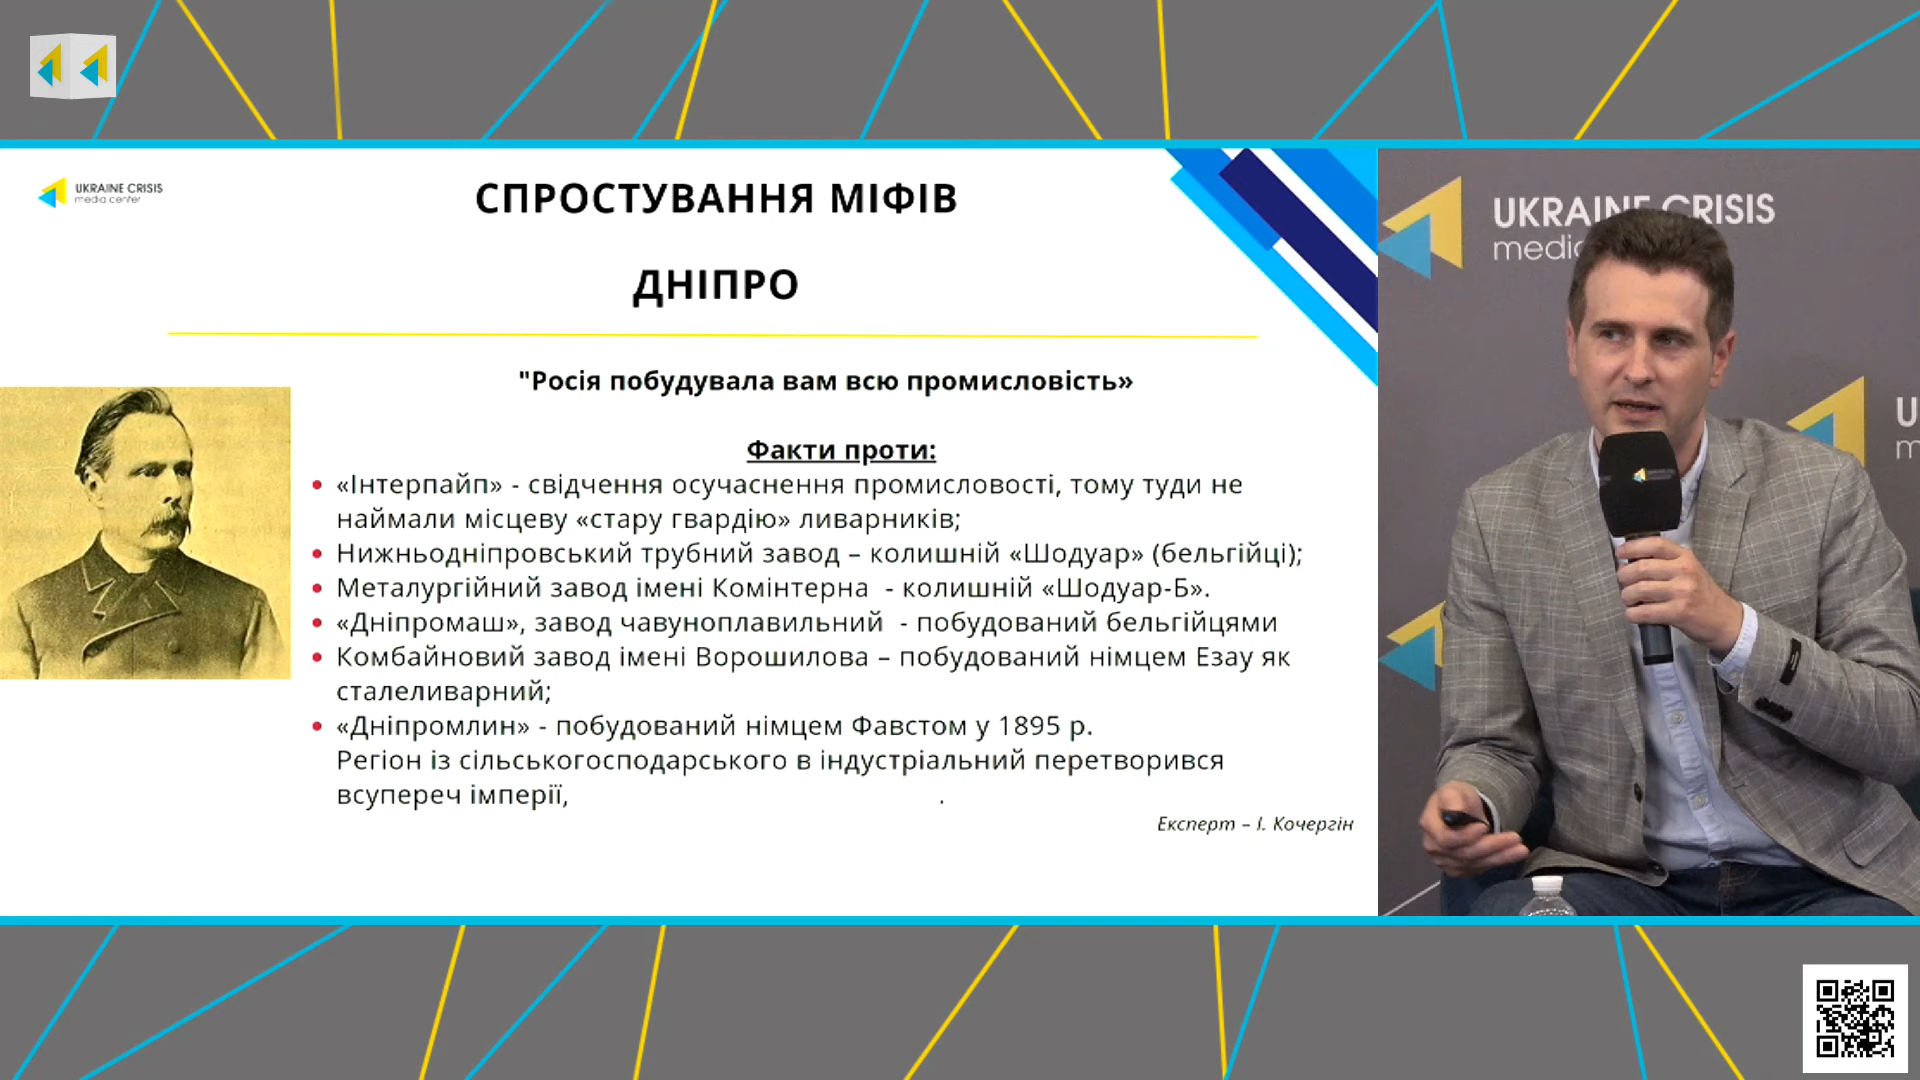 UKRAINE CRISIS
media center
СПРОСТУВАННЯ МІФІВ
ДНІПРО
"Росія побудувала вам всю промисловість»
Факти проти:
• «Інтерпайп» - свідчення осучаснення промисловості, тому туди не
наймали місцеву «стару гвардію» ливарників;
• Нижньодніпровський трубний завод – колишній «Шодуар» (бельгійці);
• Металургійний завод імені Комінтерна - колишній «Шодуар-Б».
• «Дніпромаш», завод чавуноплавильний - побудований бельгійцями
• Комбайновий завод імені Ворошилова – побудований німцем Езау як
сталеливарний;
• «Дніпромлин» - побудований німцем Фавстом у 1895 р.
Регіон із сільськогосподарського в індустріальний перетворився
всупереч імперії, .
Експерт – І. Кочергін
UKRAINE CRISIS